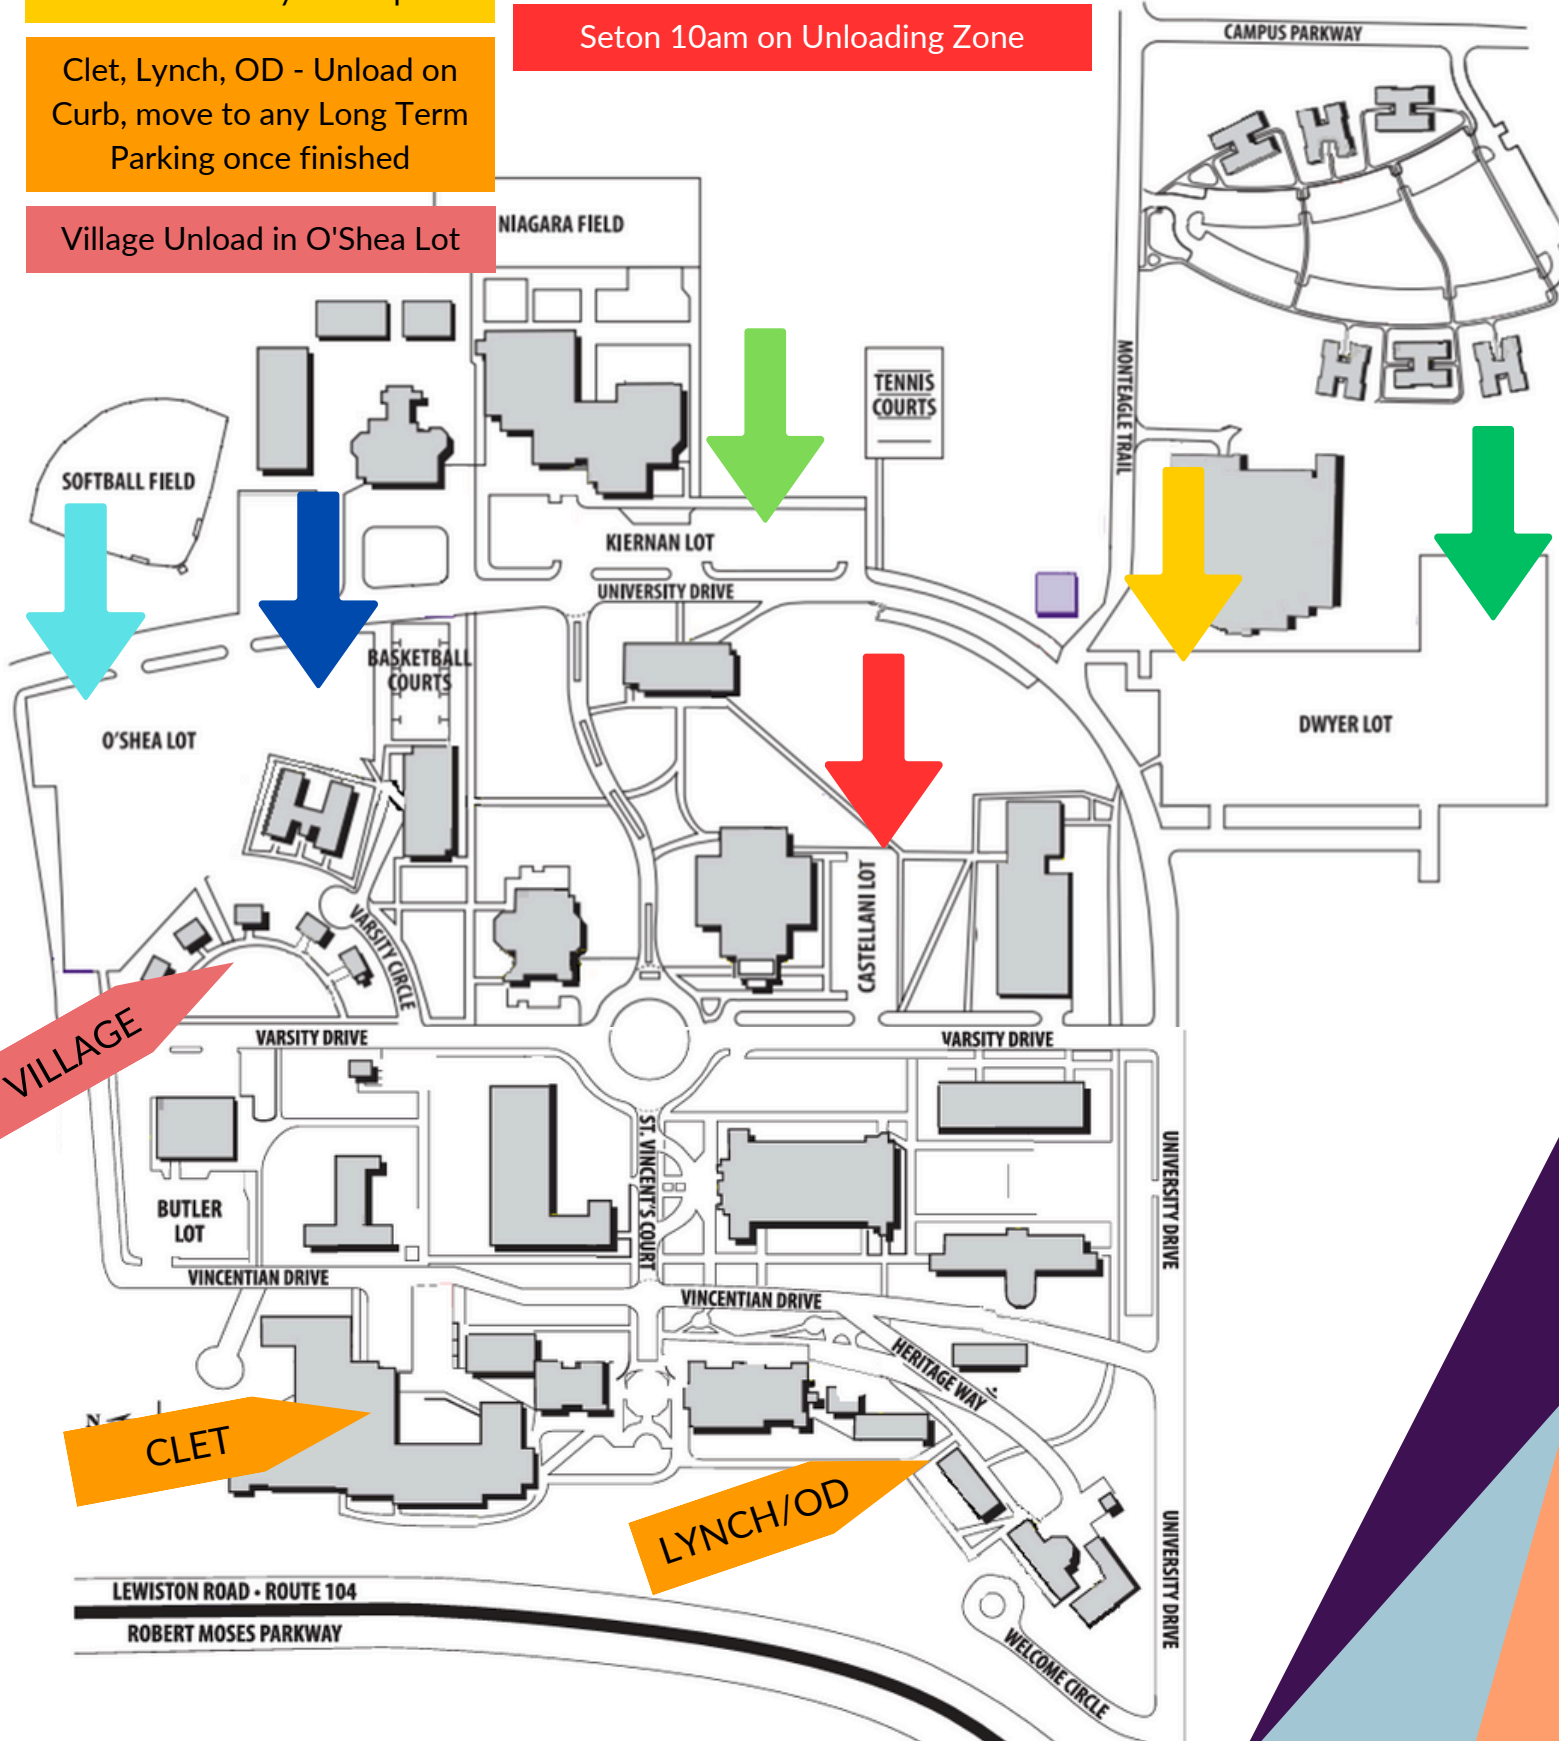 Seton 10am on Unloading Zone
Clet, Lynch, OD - Unload on
Curb, move to any Long Term
Parking once finished
Village Unload in O'Shea Lot
CAMPUS PARKWAY
NIAGARA FIELD
TENNIS
COURTS
MONTEAGLE TRAIL
SOFTBALL FIELD
KIERNAN LOT
UNIVERSITY DRIVE
BASKETBALL
COURTS
O'SHEA LOT
DWYER LOT
CASTELLANI LOT
VARSITY CIRCLE
VILLAGE
VARSITY DRIVE
VARSITY DRIVE
ST. VINCENT'S COURT
UNIVERSITY DRIVE
BUTLER
LOT
VINCENTIAN DRIVE
VINCENTIAN DRIVE
HERITAGE WAY
N
CLET
LYNCH/OD
UNIVERSITY DRIVE
LEWISTON ROAD • ROUTE 104
ROBERT MOSES PARKWAY
WELCOME CIRCLE